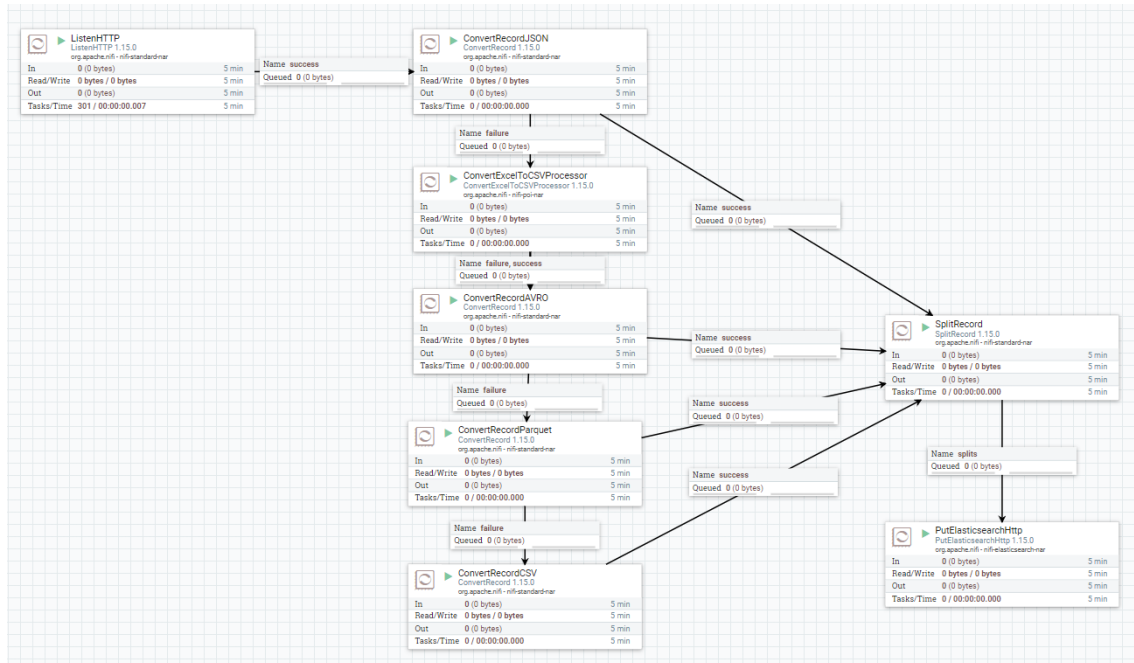 ListenHTTP
ListenHTTP 1.15.0
org.apache.nifi - nifi-standard-nar
In 0 (0 bytes) 5 min
Read/Write 0 bytes / 0 bytes 5 min
Out 0 (0 bytes) 5 min
Tasks/Time 301 / 00:00:00.007 5 min
Name success
Queued 0 (0 bytes)
ConvertRecordJSON
ConvertRecord 1.15.0
org.apache.nifi - nifi-standard-nar
In 0 (0 bytes) 5 min
Read/Write 0 bytes / 0 bytes 5 min
Out 0 (0 bytes) 5 min
Tasks/Time 0 / 00:00:00.000 5 min
Name failure
Queued 0 (0 bytes)
ConvertExcelToCSVProcessor
ConvertExcelToCSVProcessor 1.15.0
org.apache.nifi - nifi-poi-nar
In 0 (0 bytes) 5 min
Read/Write 0 bytes / 0 bytes 5 min
Out 0 (0 bytes) 5 min
Tasks/Time 0 / 00:00:00.000 5 min
Name success
Queued 0 (0 bytes)
Name failure, success
Queued 0 (0 bytes)
ConvertRecordAVRO
ConvertRecord 1.15.0
org.apache.nifi - nifi-standard-nar
In 0 (0 bytes) 5 min
Read/Write 0 bytes / 0 bytes 5 min
Out 0 (0 bytes) 5 min
Tasks/Time 0 / 00:00:00.000 5 min
Name success
Queued 0 (0 bytes)
SplitRecord
SplitRecord 1.15.0
org.apache.nifi - nifi-standard-nar
In 0 (0 bytes) 5 min
Read/Write 0 bytes / 0 bytes 5 min
Out 0 (0 bytes) 5 min
Tasks/Time 0 / 00:00:00.000 5 min
Name failure
Queued 0 (0 bytes)
Name success
Queued 0 (0 bytes)
ConvertRecordParquet
ConvertRecord 1.15.0
org.apache.nifi - nifi-standard-nar
In 0 (0 bytes) 5 min
Read/Write 0 bytes / 0 bytes 5 min
Out 0 (0 bytes) 5 min
Tasks/Time 0 / 00:00:00.000 5 min
Name success
Queued 0 (0 bytes)
Name splits
Queued 0 (0 bytes)
Name failure
Queued 0 (0 bytes)
ConvertRecordCSV
ConvertRecord 1.15.0
org.apache.nifi - nifi-standard-nar
In 0 (0 bytes) 5 min
Read/Write 0 bytes / 0 bytes 5 min
Out 0 (0 bytes) 5 min
Tasks/Time 0 / 00:00:00.000 5 min
PutElasticsearchHttp
PutElasticsearchHttp 1.15.0
org.apache.nifi - nifi-elasticsearch-nar
In 0 (0 bytes) 5 min
Read/Write 0 bytes / 0 bytes 5 min
Out 0 (0 bytes) 5 min
Tasks/Time 0 / 00:00:00.000 5 min